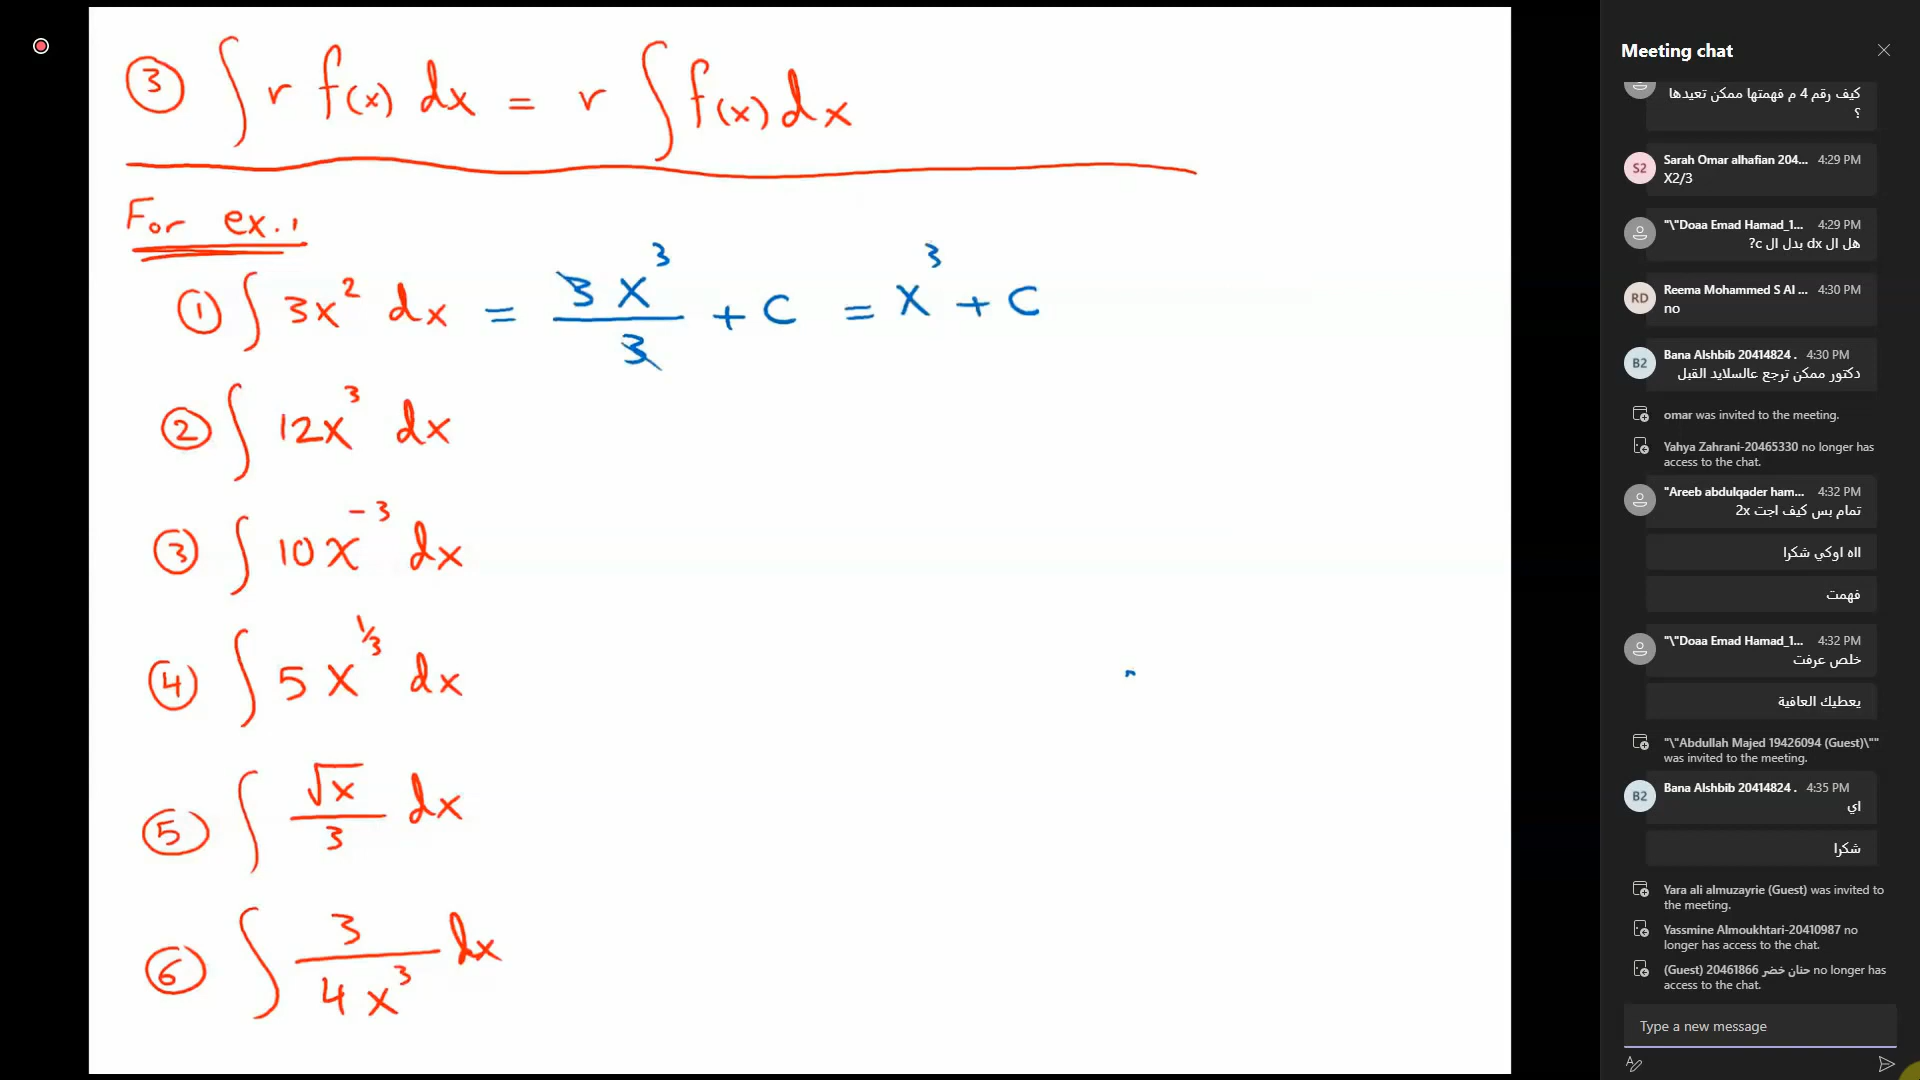 ③ ∫ r f(x) dx = r ∫ f(x) dx
For ex.,
① ∫ 3x² dx = 3x³/3 + C = x³ + C
② ∫ 12x³ dx
③ ∫ 10x⁻³ dx
④ ∫ 5x^⅓ dx
⑤ ∫ √x/3 dx
⑥ ∫ 3/4x³ dx
Meeting chat
كيف رقم 4 م فهمتها ممكن تعيدها
؟
S2 Sarah Omar alhafian 204... 4:29 PM
X2/3
"\"Doaa Emad Hamad_1... 4:29 PM
هل ال dx بدل ال c?
RD Reema Mohammed S Al ... 4:30 PM
no
B2 Bana Alshbib 20414824 . 4:30 PM
دكتور ممكن ترجع عالسلايد القبل
omar was invited to the meeting.
Yahya Zahrani-20465330 no longer has
access to the chat.
"Areeb abdulqader ham... 4:32 PM
تمام بس كيف اجت 2x
ااه اوكي شكرا
فهمت
"\"Doaa Emad Hamad_1... 4:32 PM
خلص عرفت
يعطيك العافية
"\"Abdullah Majed 19426094 (Guest)\""
was invited to the meeting.
B2 Bana Alshbib 20414824 . 4:35 PM
اي
شكرا
Yara ali almuzayrie (Guest) was invited to
the meeting.
Yassmine Almoukhtari-20410987 no
longer has access to the chat.
(Guest) 20461866 حنان خضر no longer has
access to the chat.
Type a new message